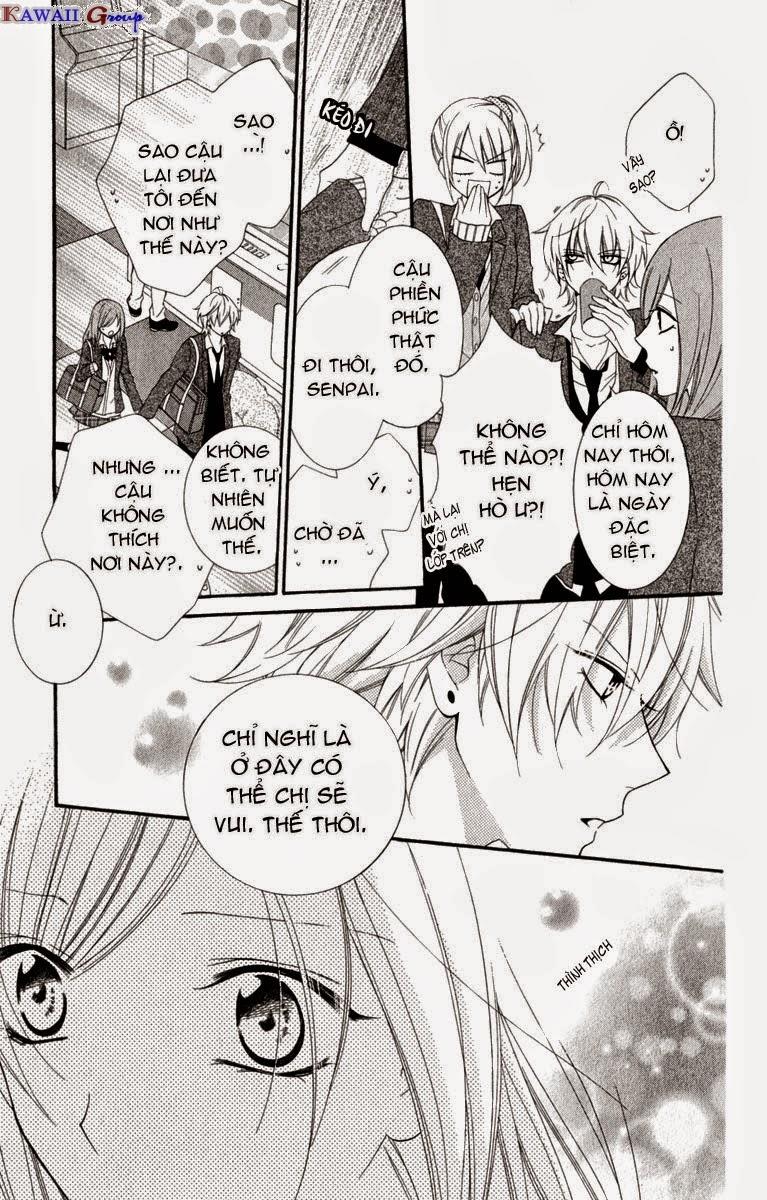 KAWAII Group
Ồ!
VẬY
SAO?
CHỈ HÔM
NAY THÔI.
HÔM NAY
LÀ NGÀY
ĐẶC
BIỆT.
KHÔNG
THỂ NÀO?!
HẸN
HÒ Ư?!
MÀ LẠI
VỚI CHỊ
LỚP TRÊN?
CẬU
PHIỀN
PHỨC
THẬT
ĐÓ.
ĐI THÔI,
SENPAI.
KÉO ĐI
Ý,
CHỜ ĐÃ
...
SAO
...!
SAO CẬU
LẠI ĐƯA
TÔI ĐẾN
NƠI NHƯ
THẾ NÀY?
KHÔNG
BIẾT. TỰ
NHIÊN
MUỐN
THẾ.
NHƯNG ...
CẬU
KHÔNG
THÍCH
NƠI NÀY?.
Ừ.
CHỈ NGHĨ LÀ
Ở ĐÂY CÓ
THỂ CHỊ SẼ
VUI. THẾ THÔI.
THÌNH THỊCH